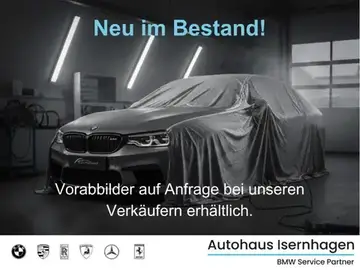 Neu im Bestand!
Vorabbilder auf Anfrage bei unseren
Verkäufern erhältlich.
Autohaus Isernhagen
BMW Service Partner